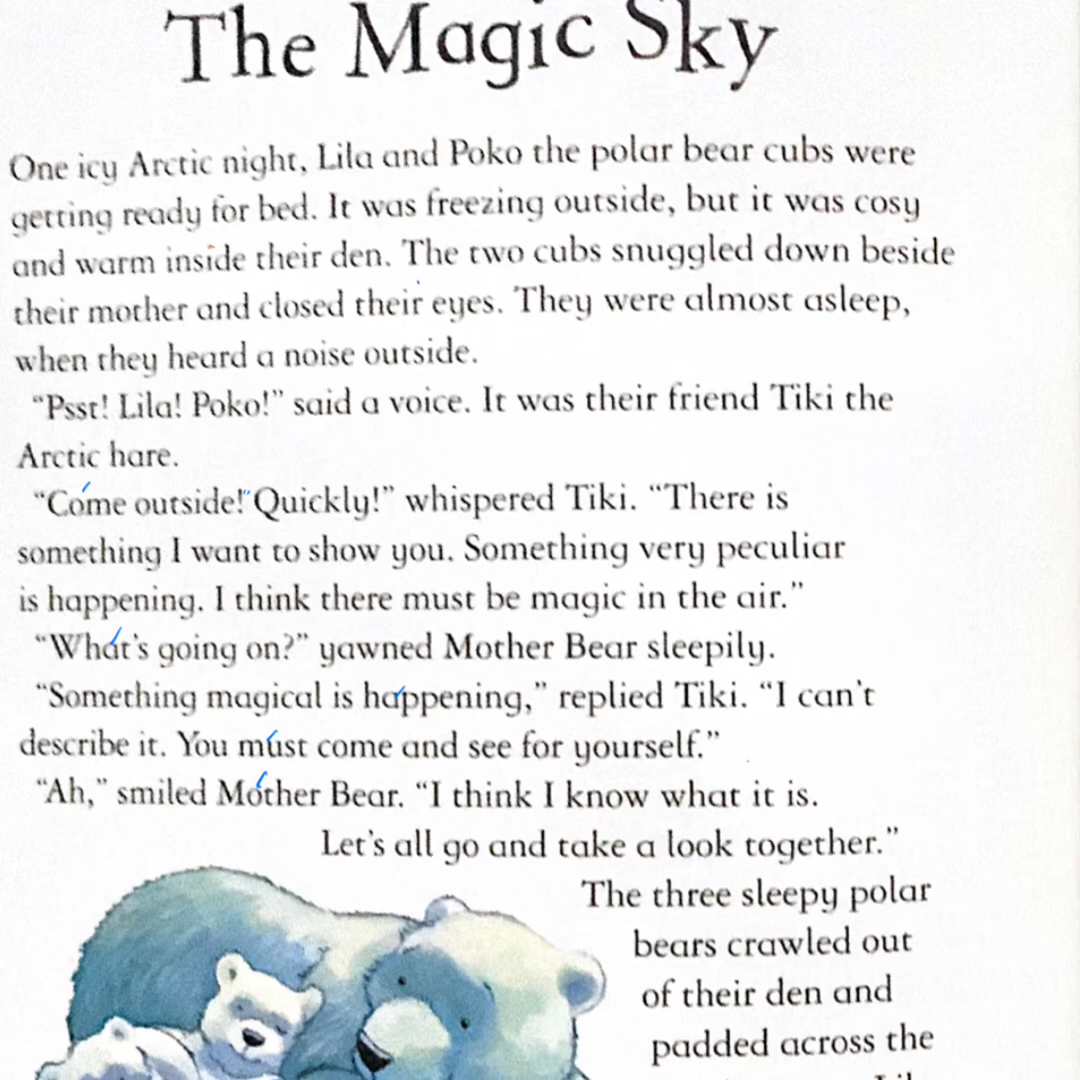 The Magic Sky
One icy Arctic night, Lila and Poko the polar bear cubs were
getting ready for bed. It was freezing outside, but it was cosy
and warm inside their den. The two cubs snuggled down beside
their mother and closed their eyes. They were almost asleep,
when they heard a noise outside.
“Psst! Lila! Poko!” said a voice. It was their friend Tiki the
Arctic hare.
“Come outside! Quickly!” whispered Tiki. “There is
something I want to show you. Something very peculiar
is happening. I think there must be magic in the air.”
“What’s going on?” yawned Mother Bear sleepily.
“Something magical is happening,” replied Tiki. “I can’t
describe it. You must come and see for yourself.”
“Ah,” smiled Mother Bear. “I think I know what it is.
Let’s all go and take a look together.”
The three sleepy polar
bears crawled out
of their den and
padded across the